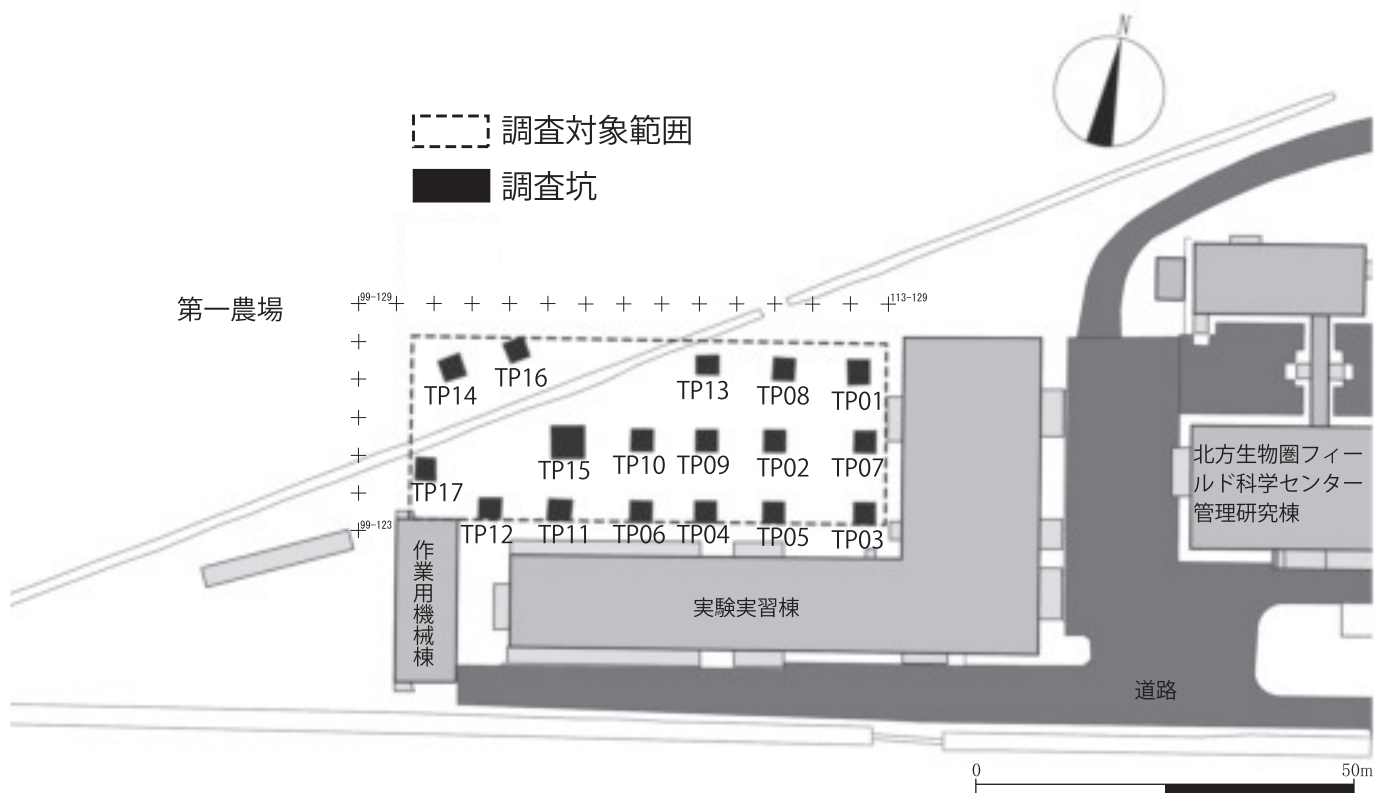 N
調査対象範囲
調査坑
第一農場
99-129
113-129
TP14
TP16
TP13
TP08
TP01
TP15
TP10
TP09
TP02
TP07
TP17
99-123
TP12
TP11
TP06
TP04
TP05
TP03
北方生物圏フィー
ルド科学センター
管理研究棟
作業用機械棟
実験実習棟
道路
0
50m